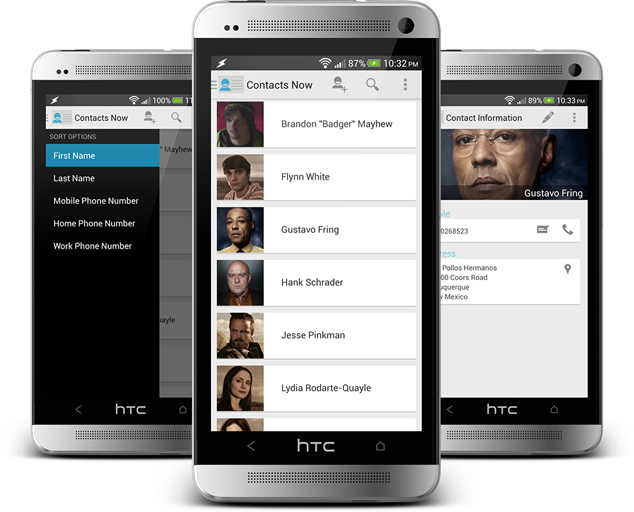 100% 11
Contacts Now
SORT OPTIONS
First Name
Last Name
Mobile Phone Number
Home Phone Number
Work Phone Number
" Mayhew
uayle
hTC
87% 10:32 PM
Contacts Now
Brandon "Badger" Mayhew
Flynn White
Gustavo Fring
Hank Schrader
Jesse Pinkman
Lydia Rodarte-Quayle
hTC
89% 10:33 PM
Contact Information
Gustavo Fring
ile
0268523
ress
Pollos Hermanos
00 Coors Road
uquerque
w Mexico
hTC